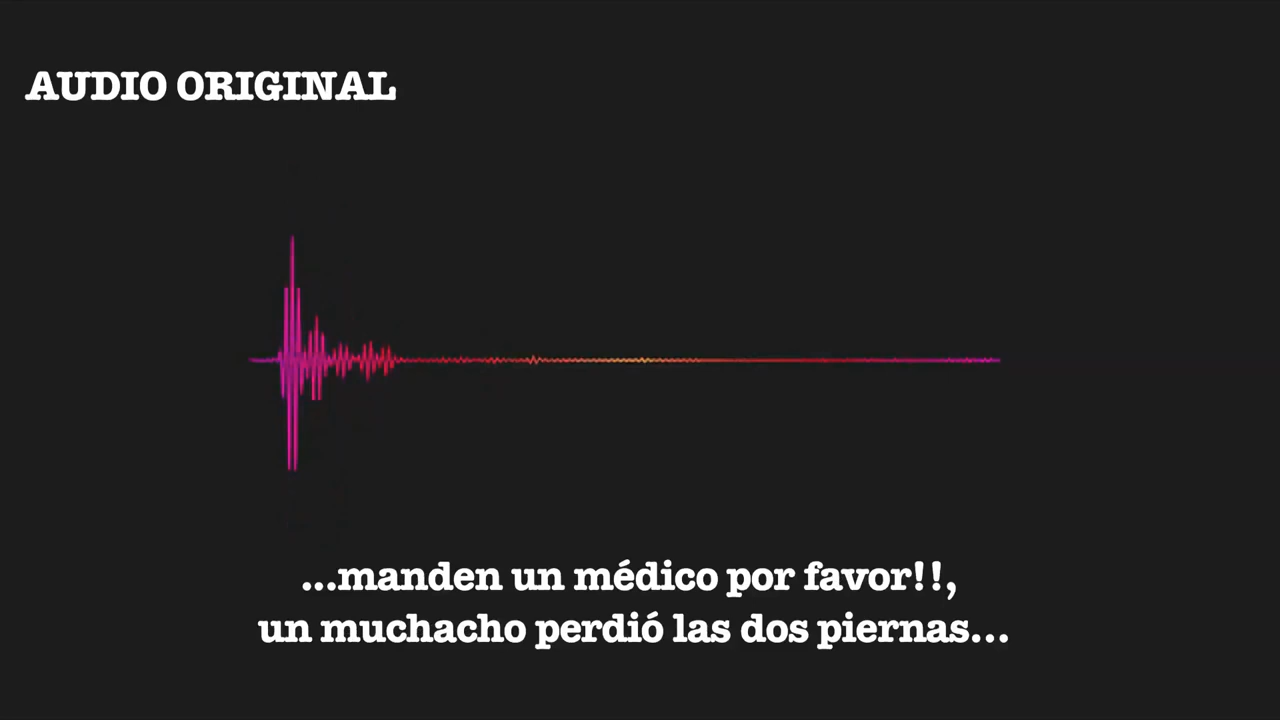 AUDIO ORIGINAL
...manden un médico por favor!!,
un muchacho perdió las dos piernas...